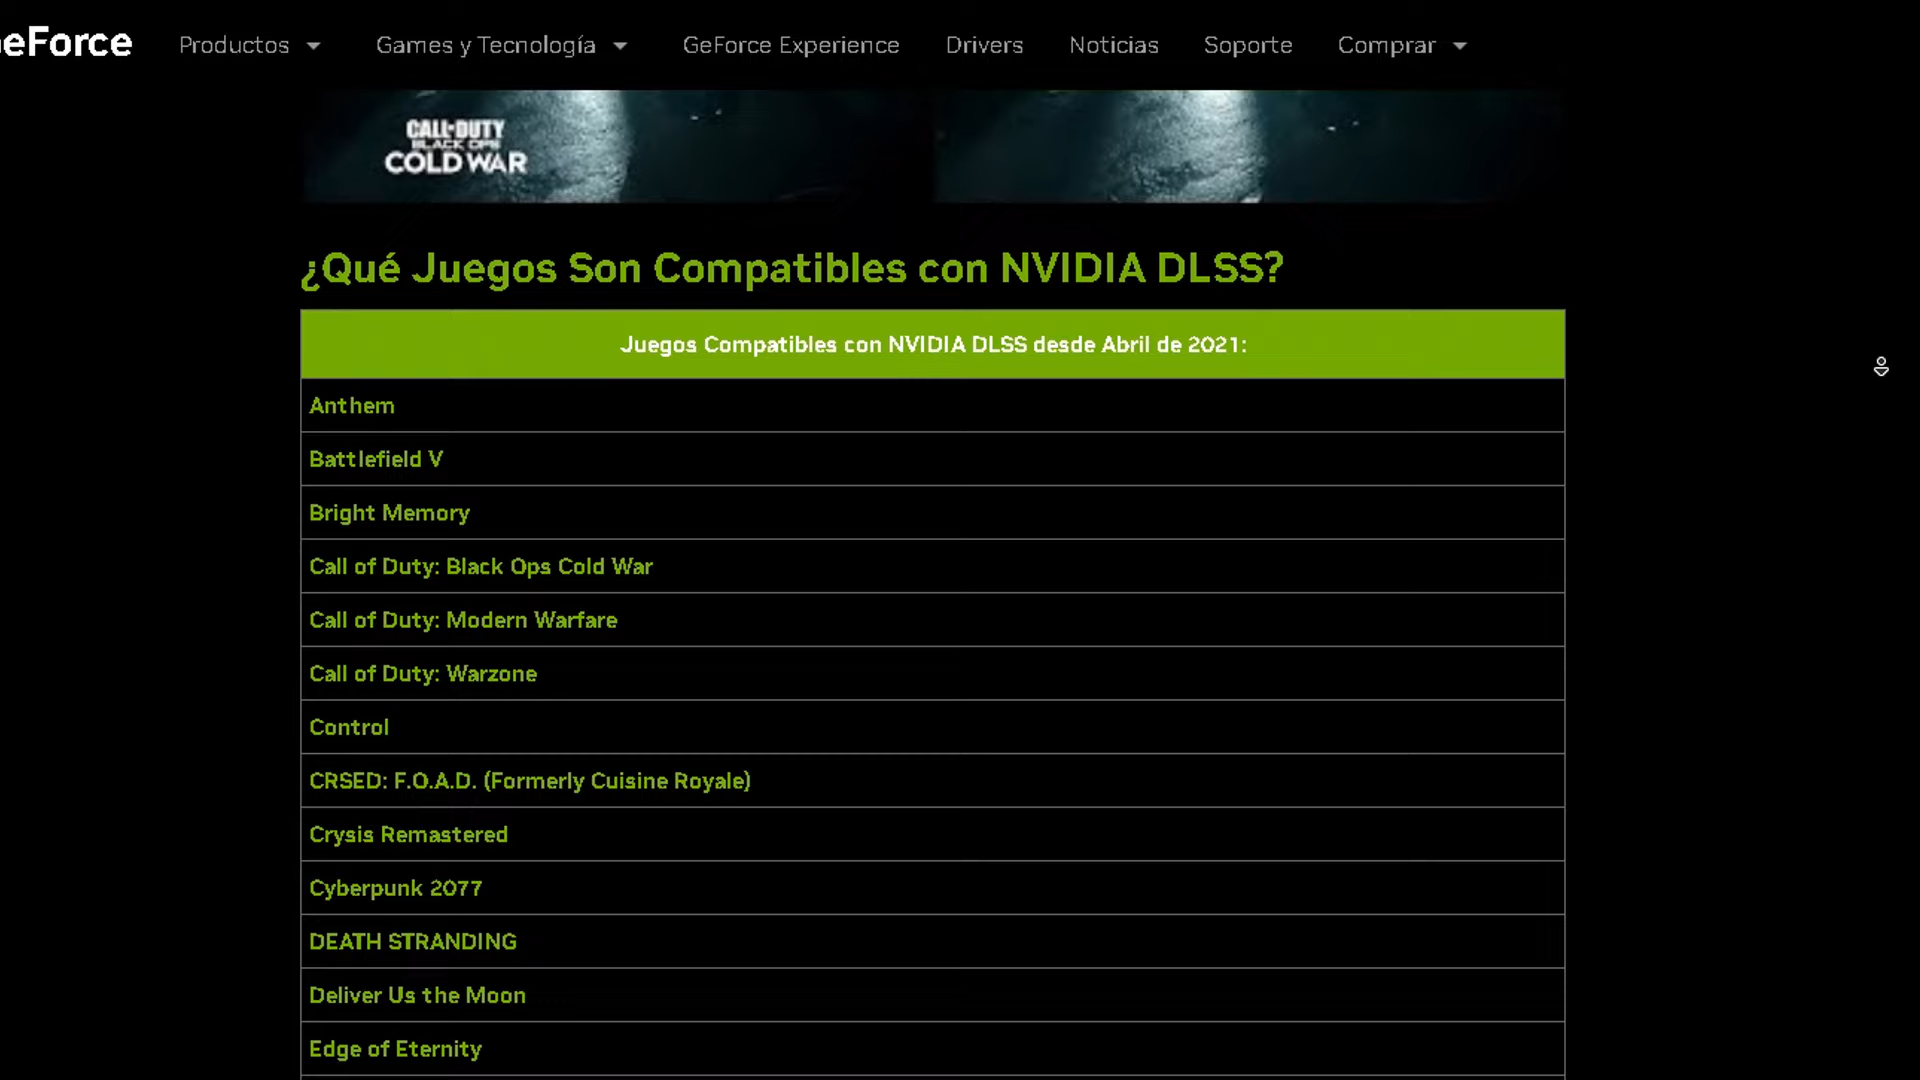 eForce
Productos
Games y Tecnología
GeForce Experience
Drivers
Noticias
Soporte
Comprar
CALL OF DUTY
BLACK OPS
COLD WAR
¿Qué Juegos Son Compatibles con NVIDIA DLSS?
Juegos Compatibles con NVIDIA DLSS desde Abril de 2021:
Anthem
Battlefield V
Bright Memory
Call of Duty: Black Ops Cold War
Call of Duty: Modern Warfare
Call of Duty: Warzone
Control
CRSED: F.O.A.D. (Formerly Cuisine Royale)
Crysis Remastered
Cyberpunk 2077
DEATH STRANDING
Deliver Us the Moon
Edge of Eternity